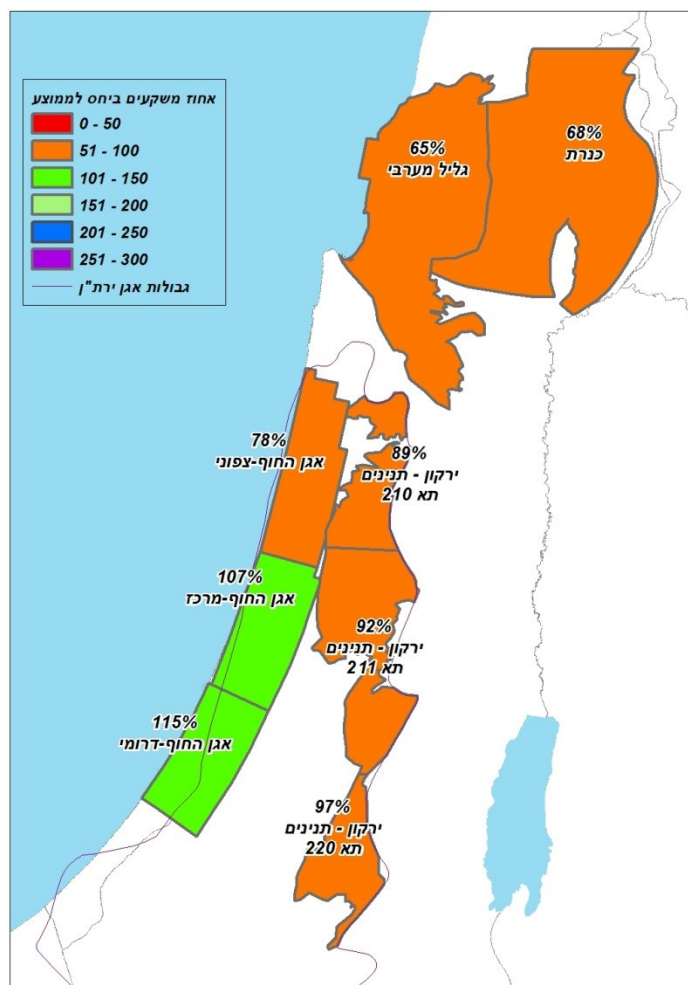 אחוז משקעים ביחס לממוצע
0 - 50
51 - 100
101 - 150
151 - 200
201 - 250
251 - 300
גבולות אגן ירת"ן
68%
כנרת
65%
גליל מערבי
78%
אגן החוף-צפוני
89%
ירקון - תנינים
תא 210
107%
אגן החוף-מרכז
92%
ירקון - תנינים
תא 211
115%
אגן החוף-דרומי
97%
ירקון - תנינים
תא 220